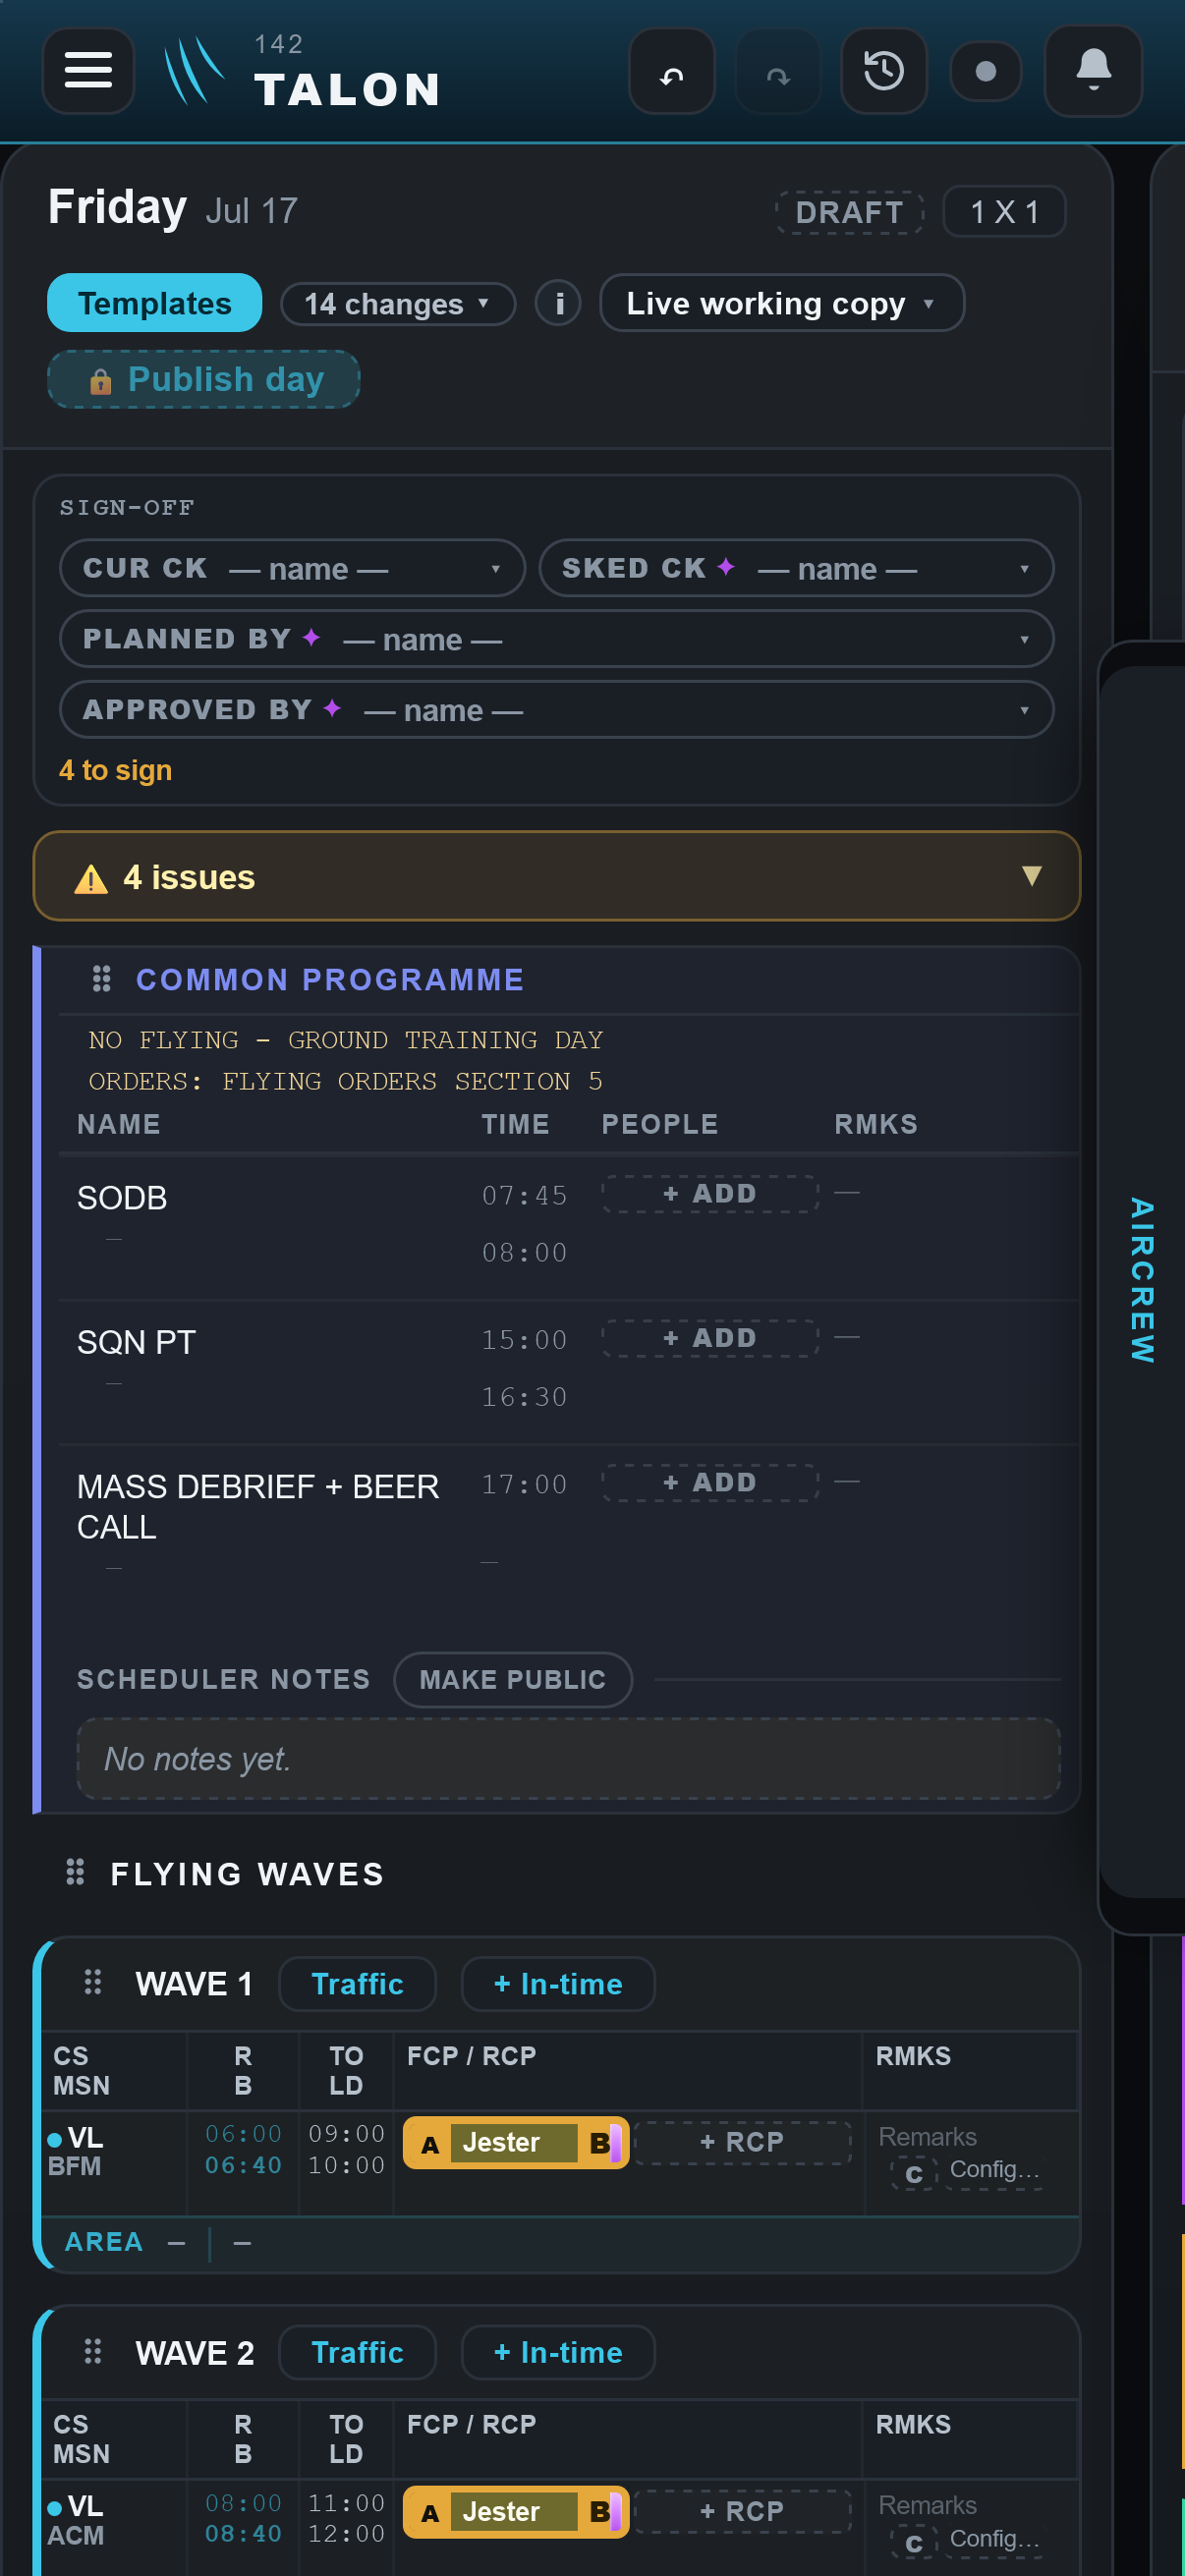 142
TALON
Friday Jul 17 DRAFT 1 X 1
Templates 14 changes ▾ i Live working copy ▾
Publish day
SIGN-OFF
CUR CK — name — ▾ SKED CK ✦ — name — ▾
PLANNED BY ✦ — name — ▾
APPROVED BY ✦ — name — ▾
4 to sign
4 issues ▼
COMMON PROGRAMME
NO FLYING - GROUND TRAINING DAY
ORDERS: FLYING ORDERS SECTION 5
NAME TIME PEOPLE RMKS
SODB 07:45 + ADD —
— 08:00
SQN PT 15:00 + ADD —
— 16:30
MASS DEBRIEF + BEER 17:00 + ADD —
CALL
— —
SCHEDULER NOTES MAKE PUBLIC
No notes yet.
AIRCREW
FLYING WAVES
WAVE 1 Traffic + In-time
CS R TO FCP / RCP RMKS
MSN B LD
VL 06:00 09:00 A Jester B + RCP Remarks
BFM 06:40 10:00 C Config...
AREA — —
WAVE 2 Traffic + In-time
CS R TO FCP / RCP RMKS
MSN B LD
VL 08:00 11:00 A Jester B + RCP Remarks
ACM 08:40 12:00 C Config...